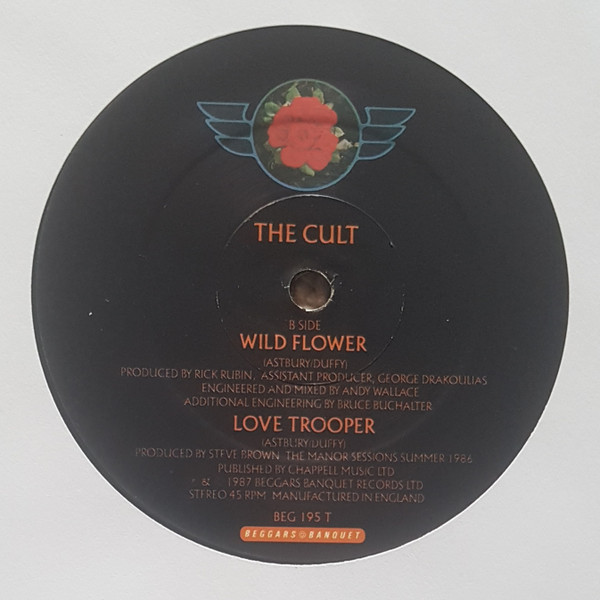 THE CULT
B SIDE
WILD FLOWER
(ASTBURY/DUFFY)
PRODUCED BY RICK RUBIN, ASSISTANT PRODUCER, GEORGE DRAKOULIAS
ENGINEERED AND MIXED BY ANDY WALLACE
ADDITIONAL ENGINEERING BY BRUCE BUCHALTER
LOVE TROOPER
(ASTBURY/DUFFY)
PRODUCED BY STEVE BROWN THE MANOR SESSIONS SUMMER 1986
PUBLISHED BY CHAPPELL MUSIC LTD
& 1987 BEGGARS BANQUET RECORDS LTD
STEREO 45 RPM MANUFACTURED IN ENGLAND
BEG 195 T
BEGGARS BANQUET